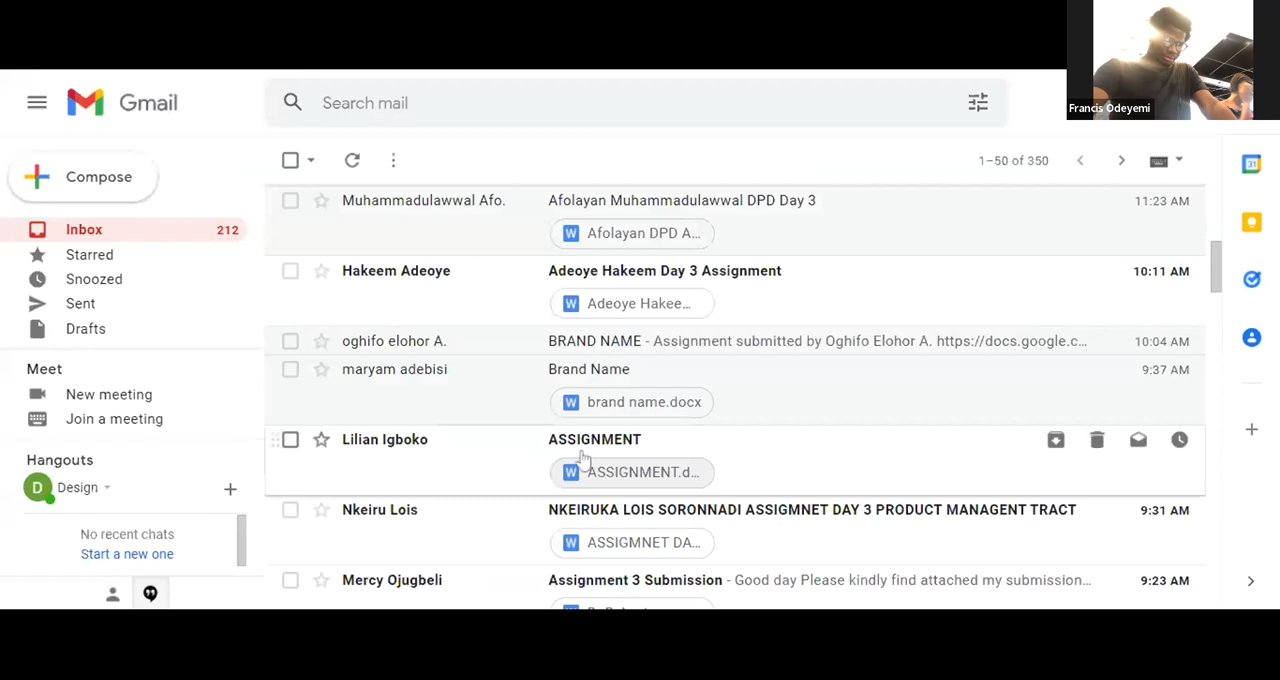 Francis Odeyemi
Gmail
Search mail
Compose
1–50 of 350
Inbox 212
Starred
Snoozed
Sent
Drafts
Meet
New meeting
Join a meeting
Hangouts
D Design
No recent chats
Start a new one
Muhammadulawwal Afo. Afolayan Muhammadulawwal DPD Day 3 11:23 AM
W Afolayan DPD A...
Hakeem Adeoye Adeoye Hakeem Day 3 Assignment 10:11 AM
W Adeoye Hakee...
oghifo elohor A. BRAND NAME - Assignment submitted by Oghifo Elohor A. https://docs.google.c... 10:04 AM
maryam adebisi Brand Name 9:37 AM
W brand name.docx
Lilian Igboko ASSIGNMENT
W ASSIGNMENT.d...
Nkeiru Lois NKEIRUKA LOIS SORONNADI ASSIGMNET DAY 3 PRODUCT MANAGENT TRACT 9:31 AM
W ASSIGMNET DA...
Mercy Ojugbeli Assignment 3 Submission - Good day Please kindly find attached my submission... 9:23 AM
31